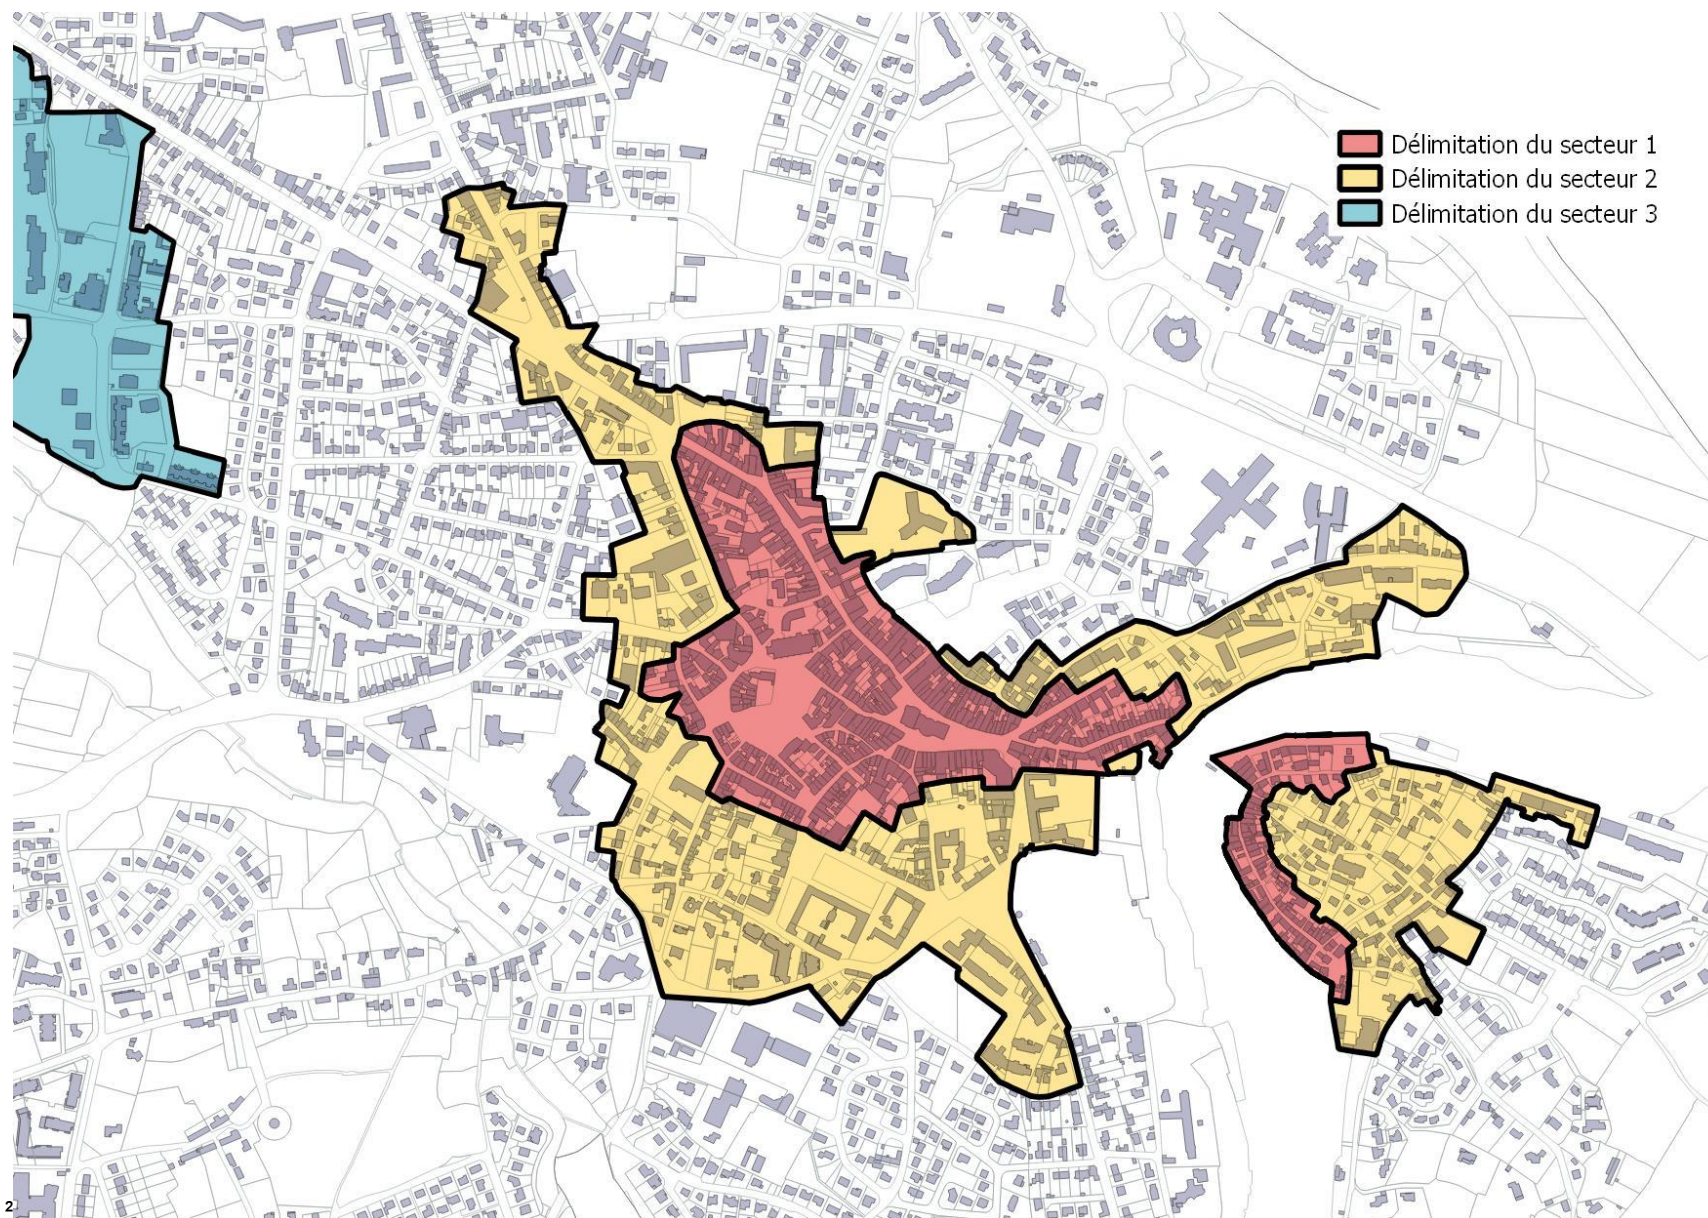 Délimitation du secteur 1
Délimitation du secteur 2
Délimitation du secteur 3
2